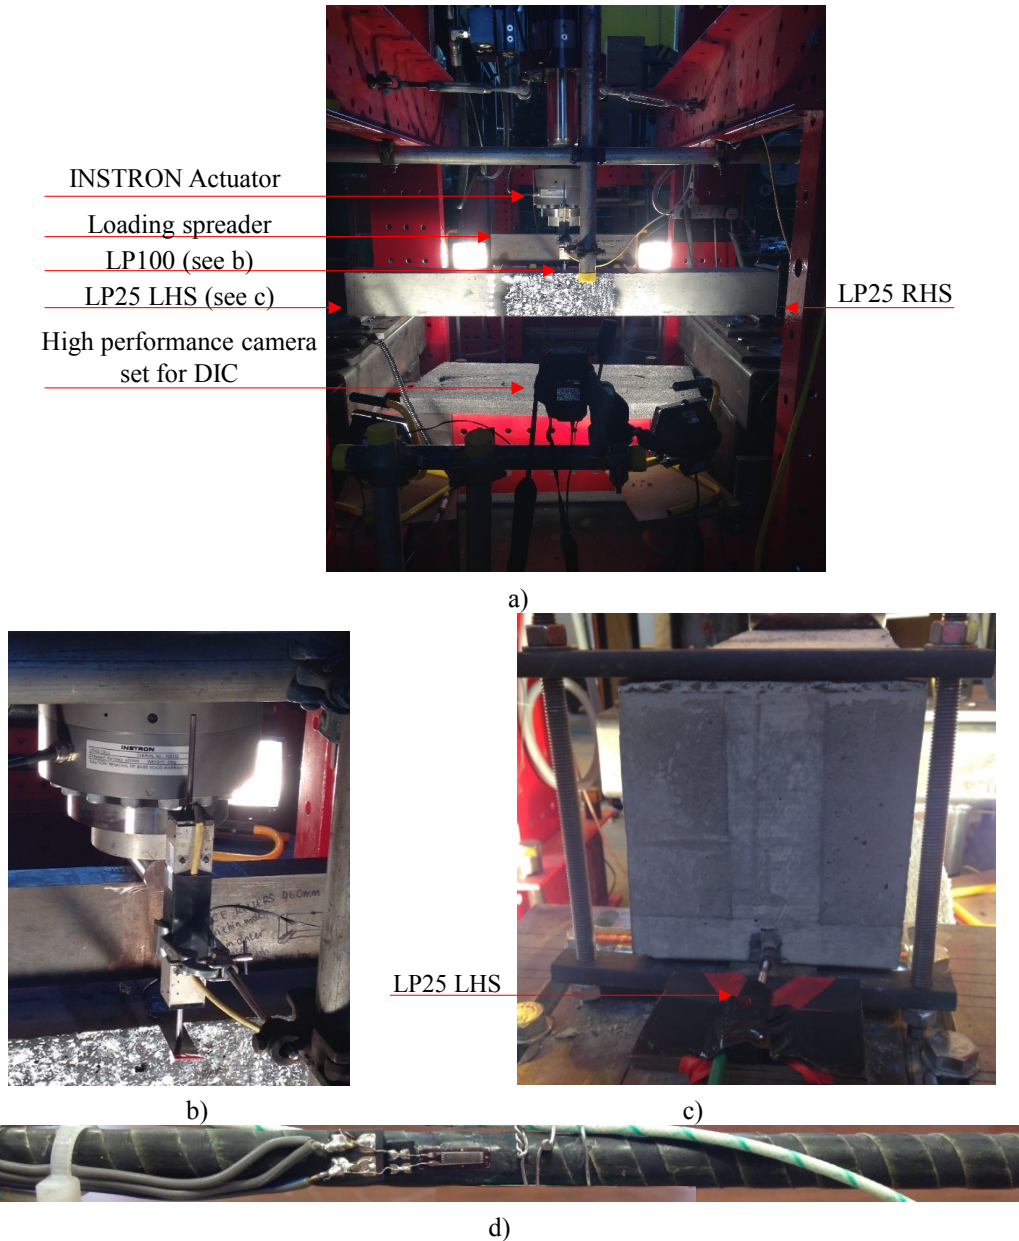 INSTRON Actuator
Loading spreader
LP100 (see b)
LP25 LHS (see c)
LP25 RHS
High performance camera
set for DIC
a)
INSTRON
460mm
LP25 LHS
b)
c)
d)